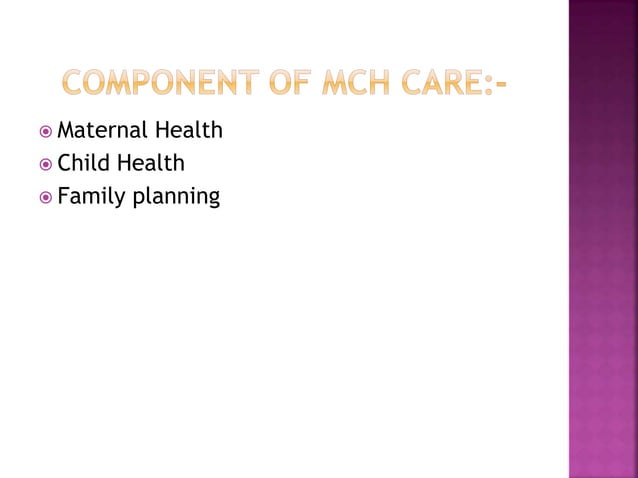 COMPONENT OF MCH CARE:-
Maternal Health
Child Health
Family planning